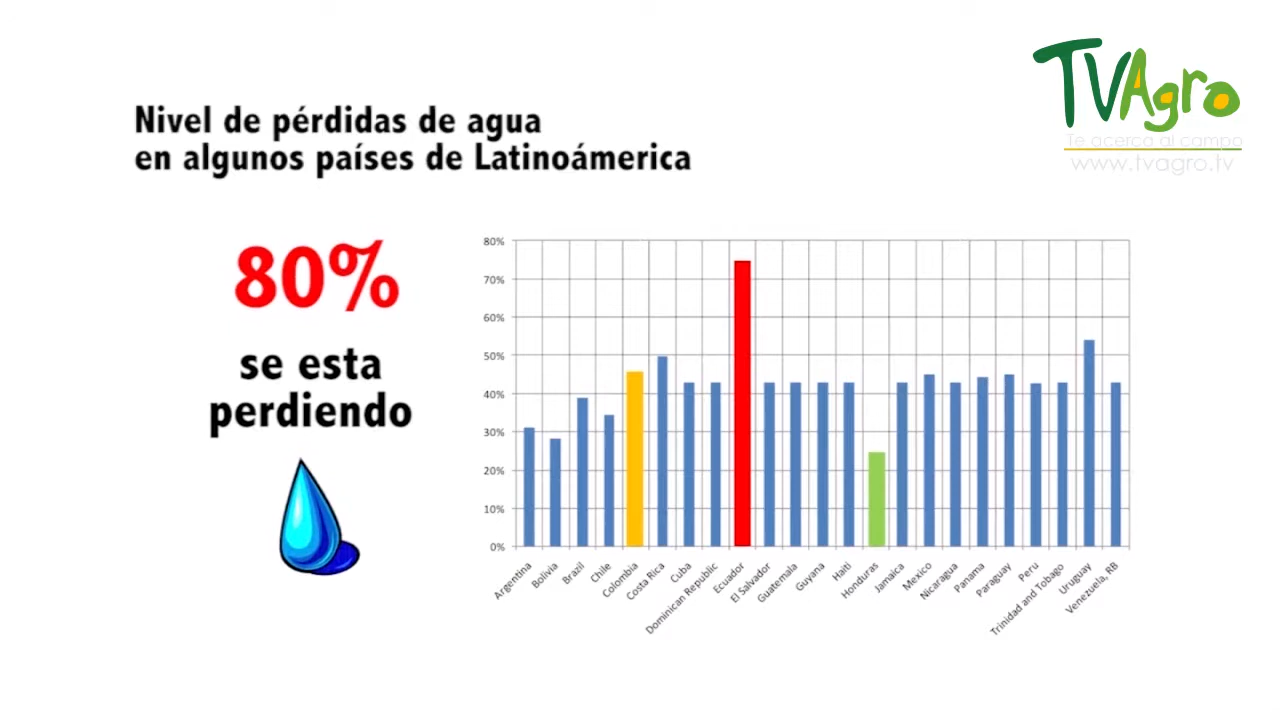 TVAgro
Te acerca al campo
www.tvagro.tv
Nivel de pérdidas de agua
en algunos países de Latinoámerica
80%
se esta
perdiendo
80%
70%
60%
50%
40%
30%
20%
10%
0%
Argentina
Bolivia
Brazil
Chile
Colombia
Costa Rica
Cuba
Dominican Republic
Ecuador
El Salvador
Guatemala
Guyana
Haiti
Honduras
Jamaica
Mexico
Nicaragua
Panama
Paraguay
Peru
Trinidad and Tobago
Uruguay
Venezuela, RB